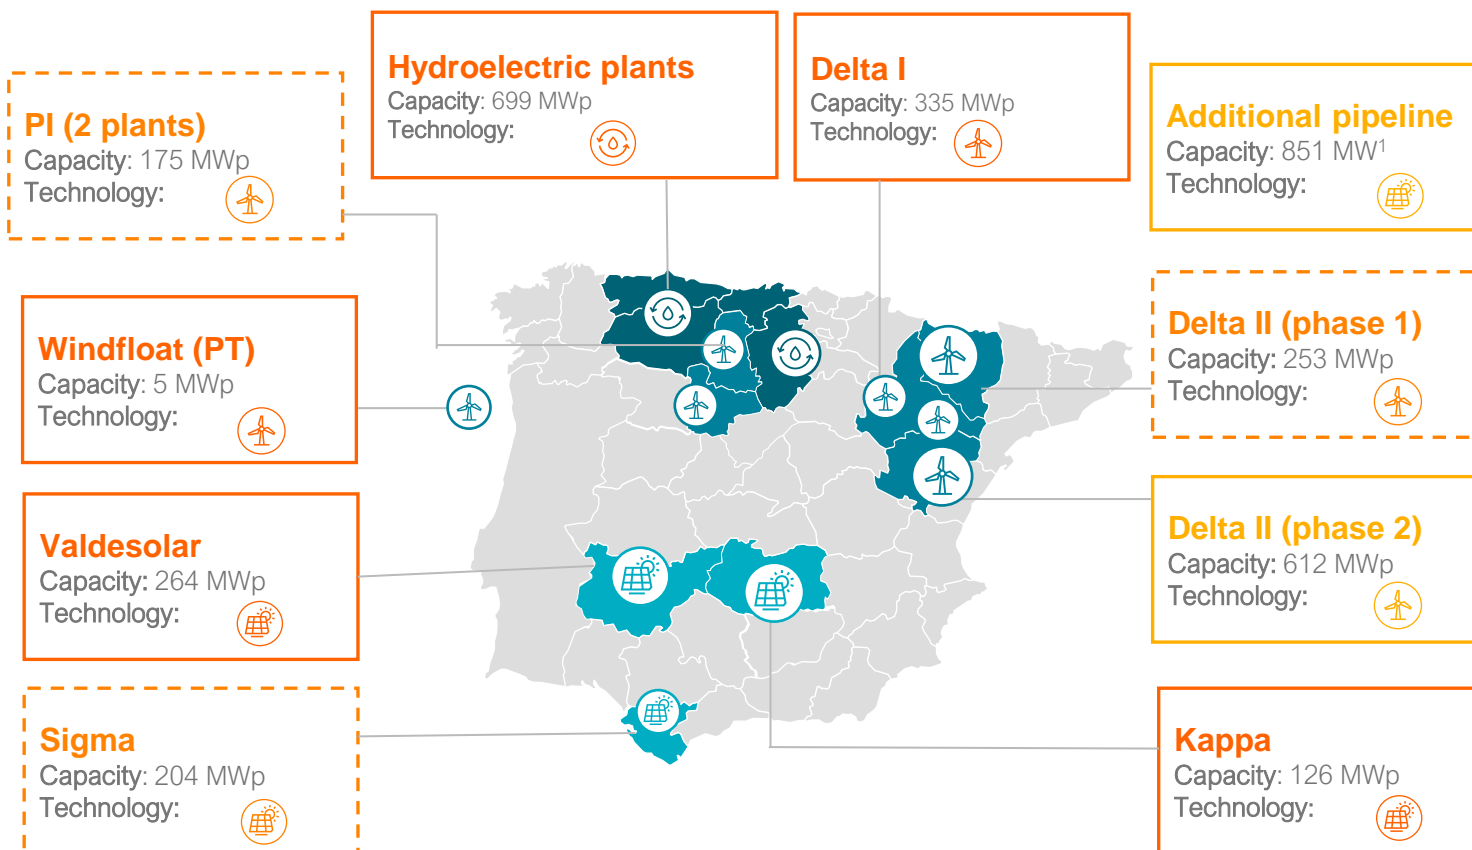 Hydroelectric plants
Capacity: 699 MWp
Technology:
Delta I
Capacity: 335 MWp
Technology:
PI (2 plants)
Capacity: 175 MWp
Technology:
Additional pipeline
Capacity: 851 MW¹
Technology:
Windfloat (PT)
Capacity: 5 MWp
Technology:
Delta II (phase 1)
Capacity: 253 MWp
Technology:
Valdesolar
Capacity: 264 MWp
Technology:
Delta II (phase 2)
Capacity: 612 MWp
Technology:
Sigma
Capacity: 204 MWp
Technology:
Kappa
Capacity: 126 MWp
Technology: